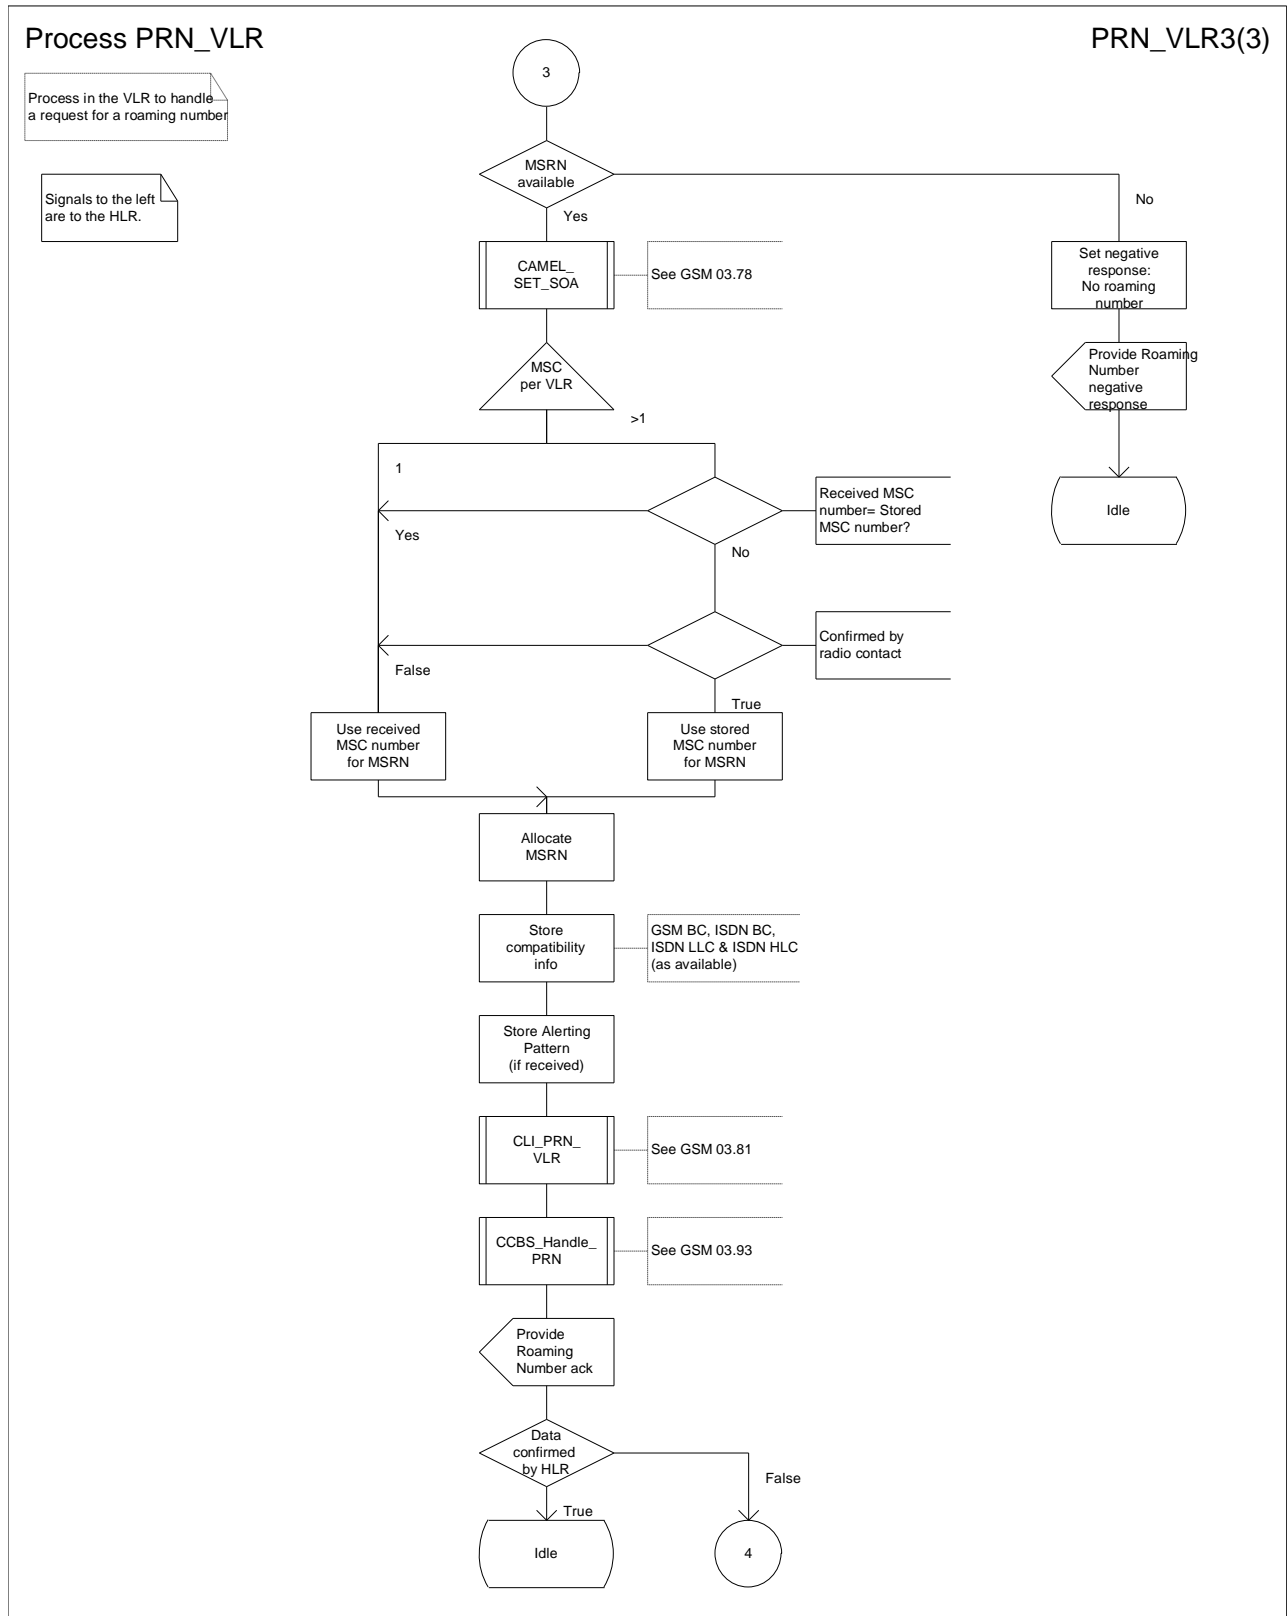 Process PRN_VLR
PRN_VLR3(3)
Process in the VLR to handle
a request for a roaming number
Signals to the left
are to the HLR.
3
MSRN
available
No
Yes
CAMEL_
SET_SOA
See GSM 03.78
Set negative
response:
No roaming
number
MSC
per VLR
Provide Roaming
Number
negative
response
>1
1
Received MSC
number= Stored
MSC number?
Idle
Yes
No
Confirmed by
radio contact
False
True
Use received
MSC number
for MSRN
Use stored
MSC number
for MSRN
Allocate
MSRN
Store
compatibility
info
GSM BC, ISDN BC,
ISDN LLC & ISDN HLC
(as available)
Store Alerting
Pattern
(if received)
CLI_PRN_
VLR
See GSM 03.81
CCBS_Handle_
PRN
See GSM 03.93
Provide
Roaming
Number ack
Data
confirmed
by HLR
False
True
Idle
4